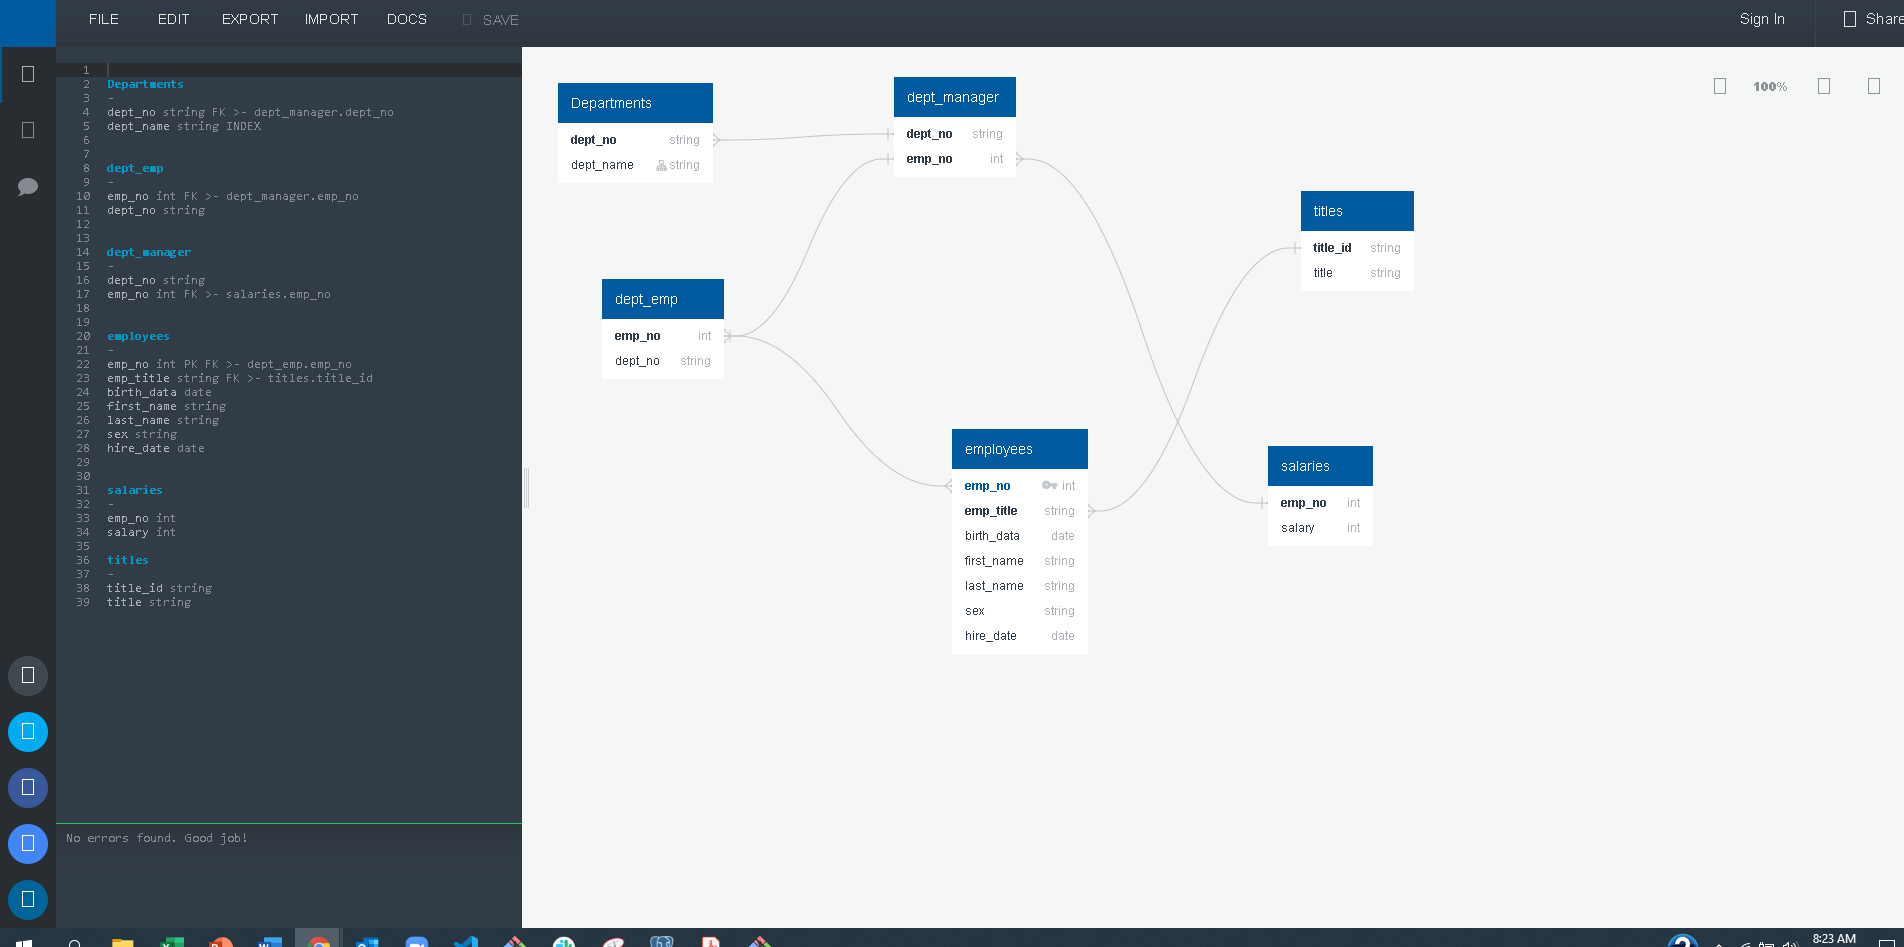 FILE EDIT EXPORT IMPORT DOCS SAVE Sign In Share
1
2 Departments
3 -
4 dept_no string FK >- dept_manager.dept_no
5 dept_name string INDEX
6
7
8 dept_emp
9 -
10 emp_no int FK >- dept_manager.emp_no
11 dept_no string
12
13
14 dept_manager
15 -
16 dept_no string
17 emp_no int FK >- salaries.emp_no
18
19
20 employees
21 -
22 emp_no int PK FK >- dept_emp.emp_no
23 emp_title string FK >- titles.title_id
24 birth_data date
25 first_name string
26 last_name string
27 sex string
28 hire_date date
29
30
31 salaries
32 -
33 emp_no int
34 salary int
35
36 titles
37 -
38 title_id string
39 title string
No errors found. Good job!
100%
Departments
dept_no string
dept_name string
dept_manager
dept_no string
emp_no int
titles
title_id string
title string
dept_emp
emp_no int
dept_no string
employees
emp_no int
emp_title string
birth_data date
first_name string
last_name string
sex string
hire_date date
salaries
emp_no int
salary int
8:23 AM